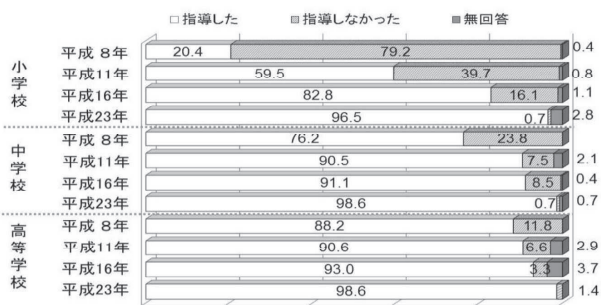 指導した 指導しなかった 無回答
小学校
平成 8年 20.4 79.2 0.4
平成11年 59.5 39.7 0.8
平成16年 82.8 16.1 1.1
平成23年 96.5 0.7 2.8
中学校
平成 8年 76.2 23.8
平成11年 90.5 7.5 2.1
平成16年 91.1 8.5 0.4
平成23年 98.6 0.7 0.7
高等学校
平成 8年 88.2 11.8
平成11年 90.6 6.6 2.9
平成16年 93.0 3.3 3.7
平成23年 98.6 1.4